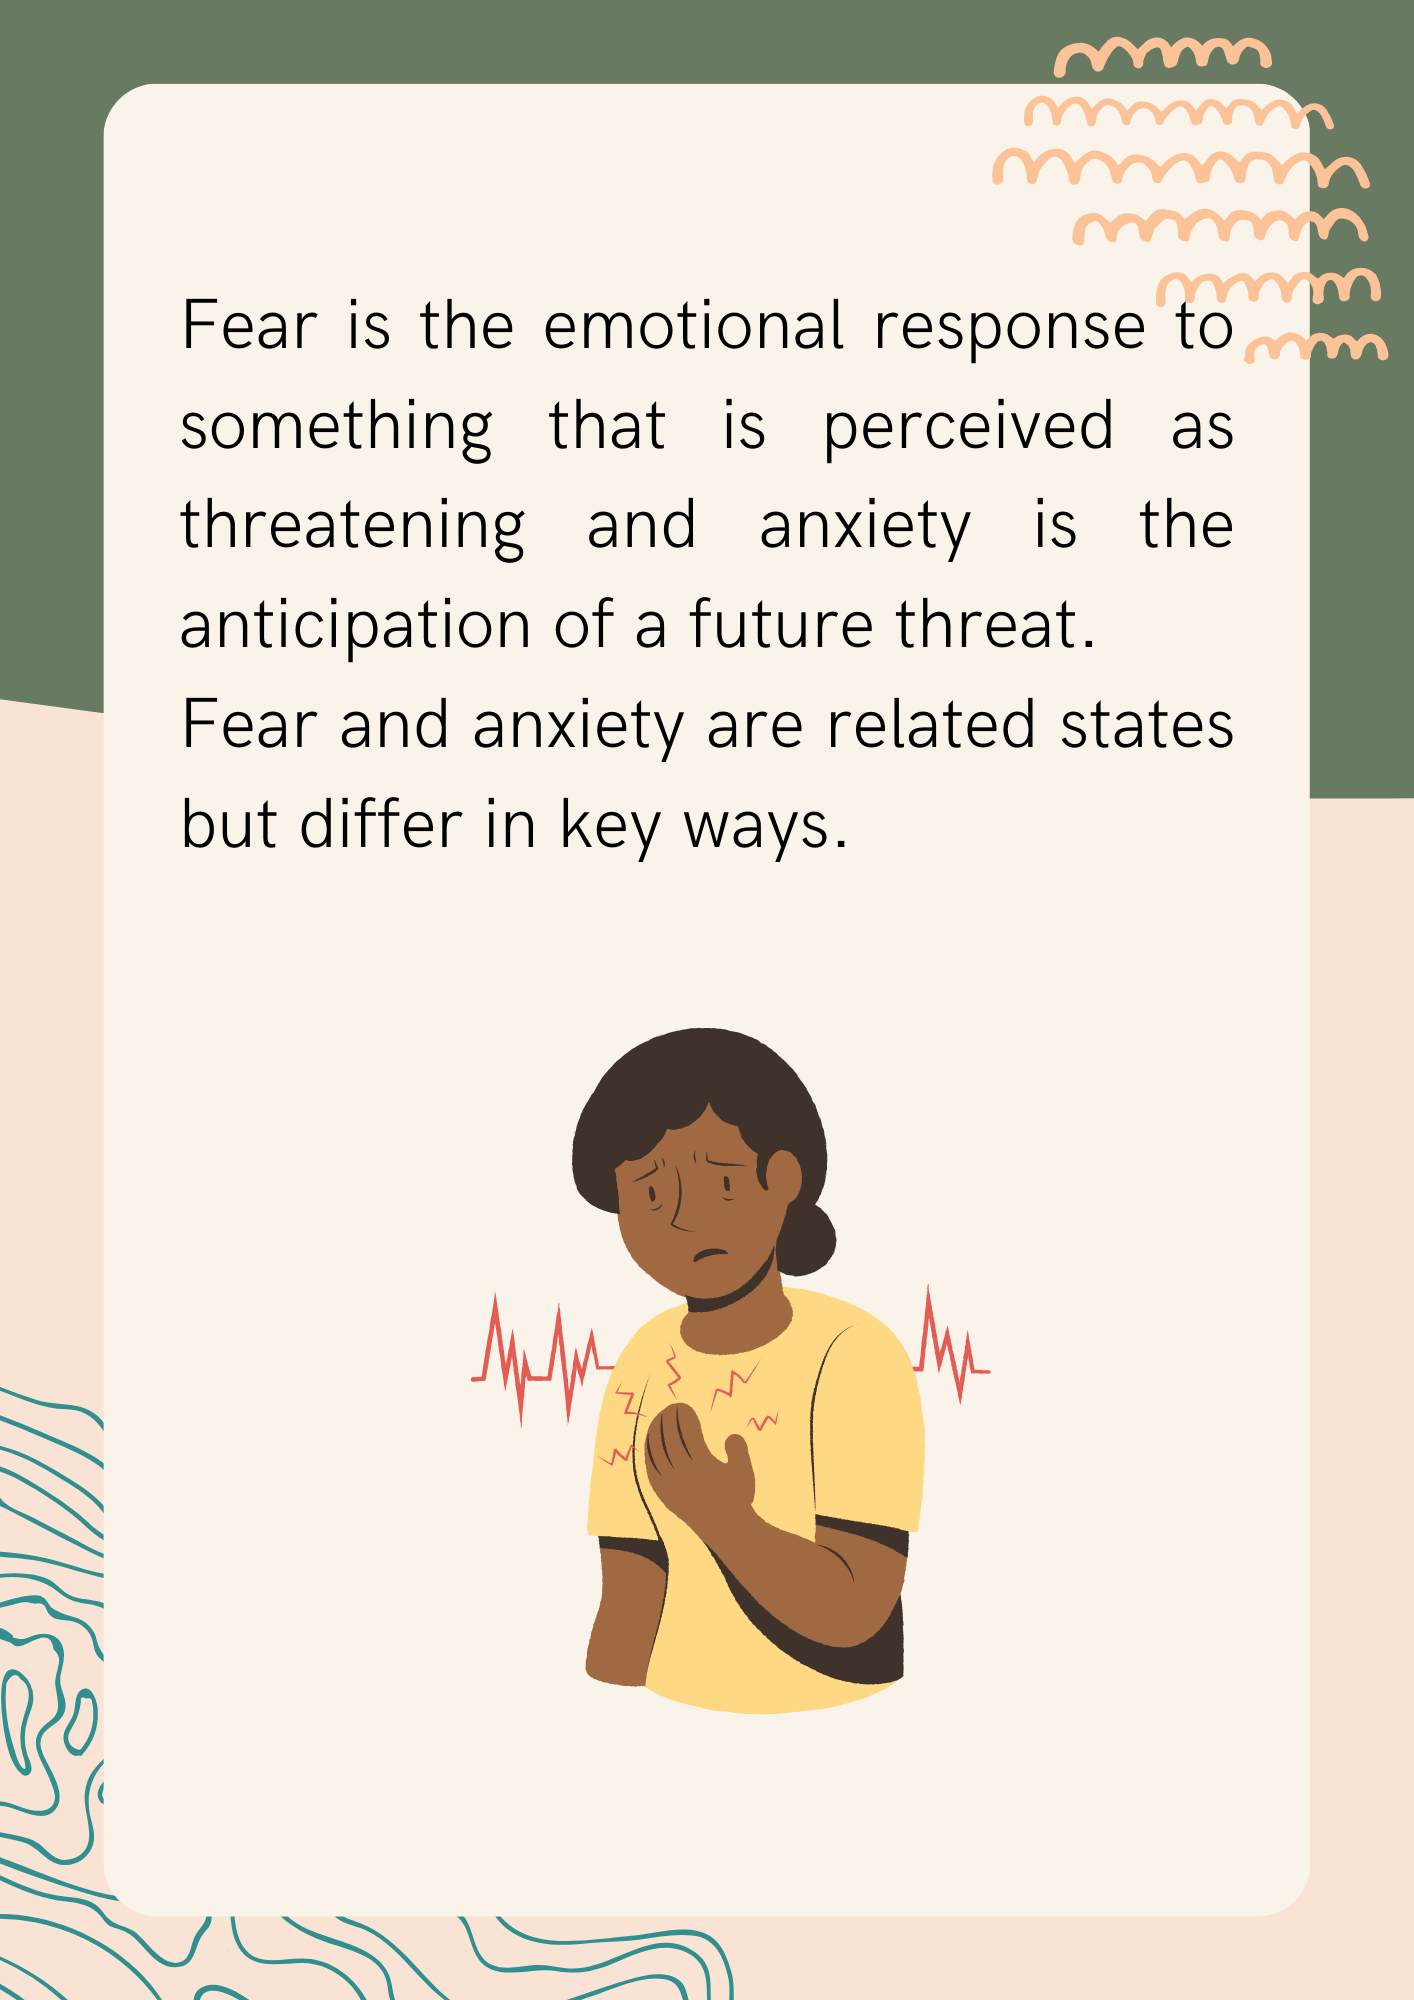 Fear is the emotional response to
something that is perceived as
threatening and anxiety is the
anticipation of a future threat.
Fear and anxiety are related states
but differ in key ways.